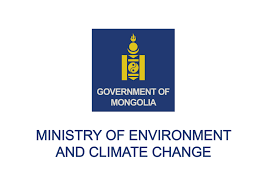 GOVERNMENT OF
MONGOLIA
MINISTRY OF ENVIRONMENT
AND CLIMATE CHANGE